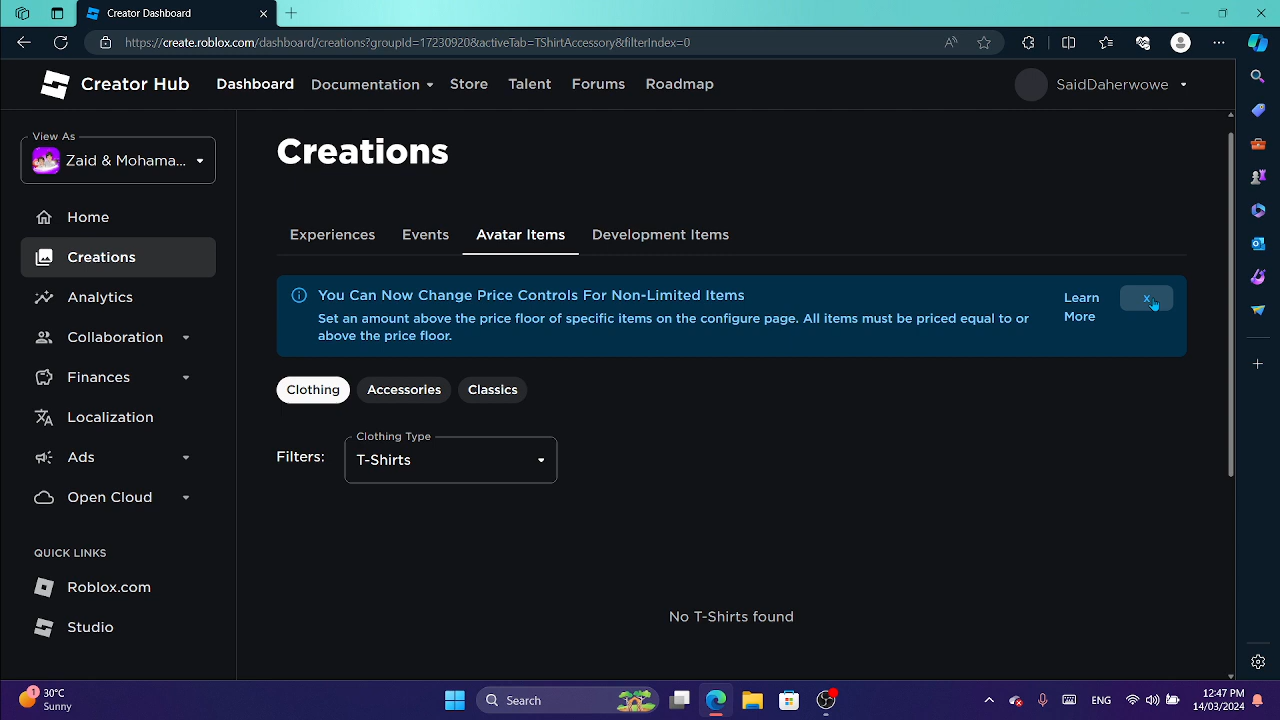 Creator Dashboard
https://create.roblox.com/dashboard/creations?groupId=17230920&activeTab=TShirtAccessory&filterIndex=0
Creator Hub
Dashboard
Documentation
Store
Talent
Forums
Roadmap
SaidDaherwowe
View As
Zaid & Mohama...
Home
Creations
Analytics
Collaboration
Finances
Localization
Ads
Open Cloud
QUICK LINKS
Roblox.com
Studio
Creations
Experiences
Events
Avatar Items
Development Items
You Can Now Change Price Controls For Non-Limited Items
Set an amount above the price floor of specific items on the configure page. All items must be priced equal to or
above the price floor.
Learn
More
X
Clothing
Accessories
Classics
Filters:
Clothing Type
T-Shirts
No T-Shirts found
1
30°C
Sunny
Search
ENG
12:47 PM
14/03/2024